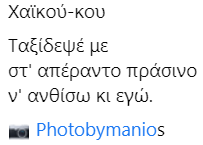 Χαϊκού-κου
Ταξίδεψέ με
στ' απέραντο πράσινο
ν' ανθίσω κι εγώ.
📷 Photobymanios